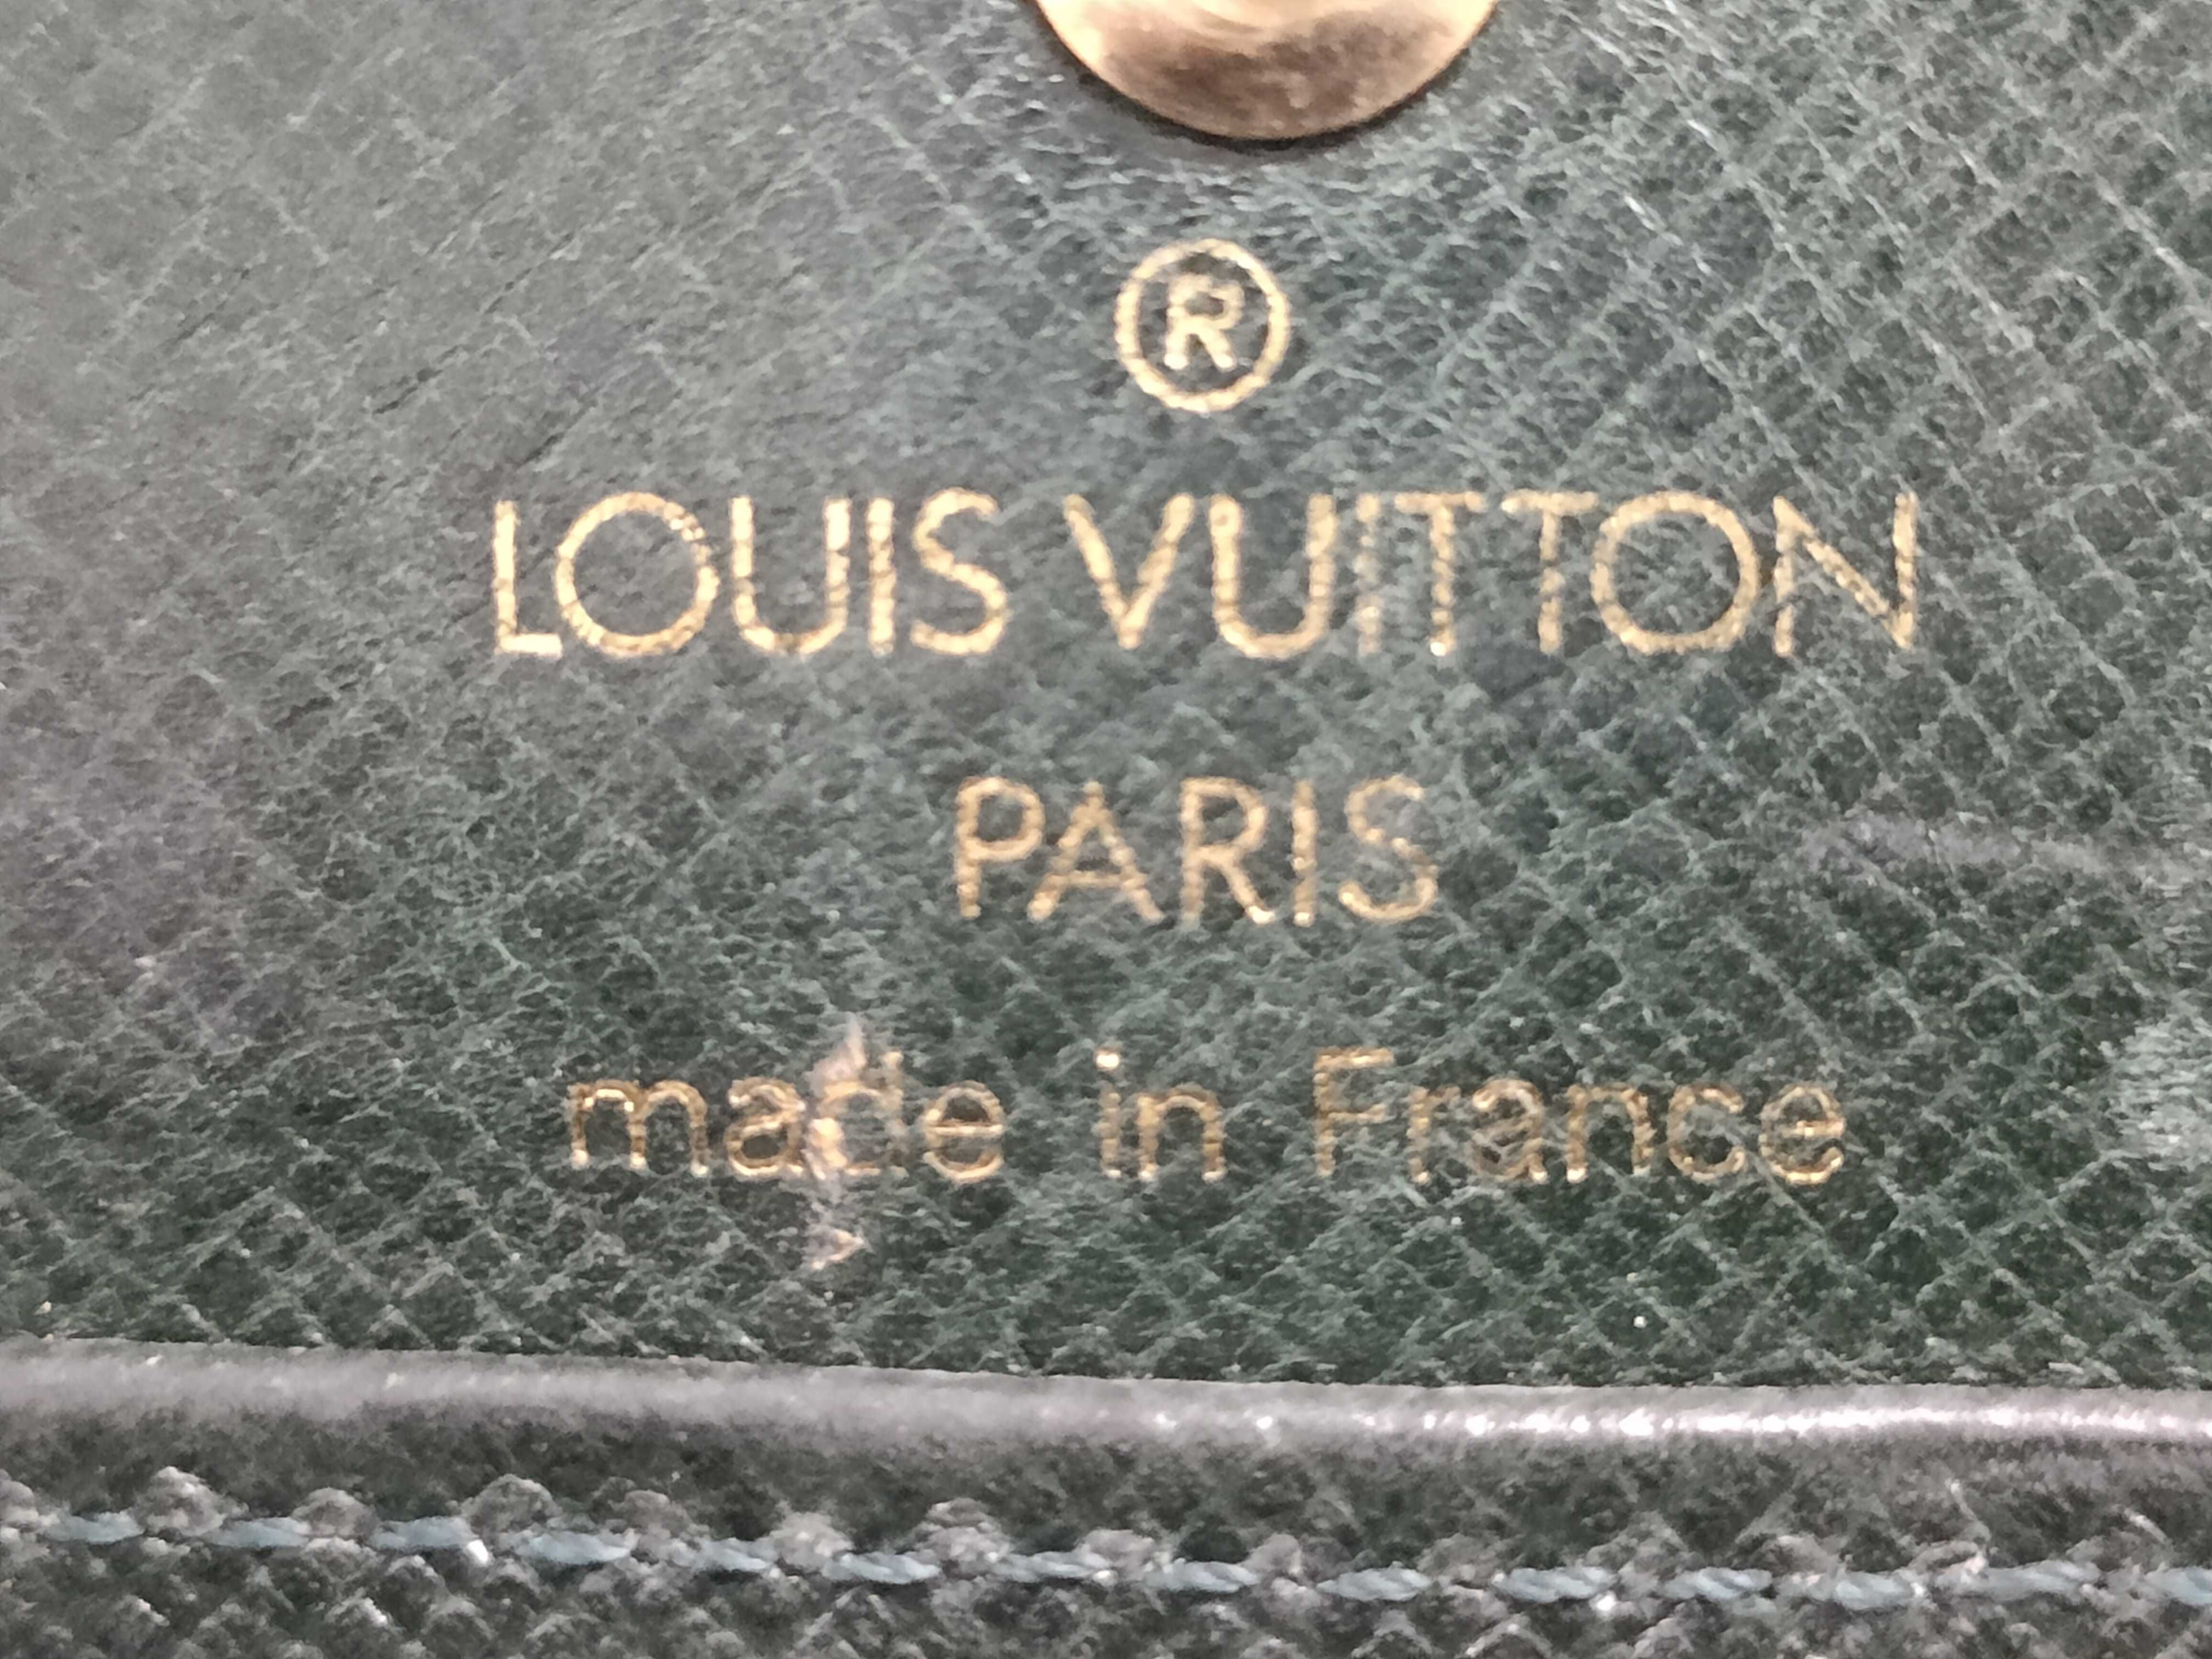 ®
LOUIS VUITTON
PARIS
made in France